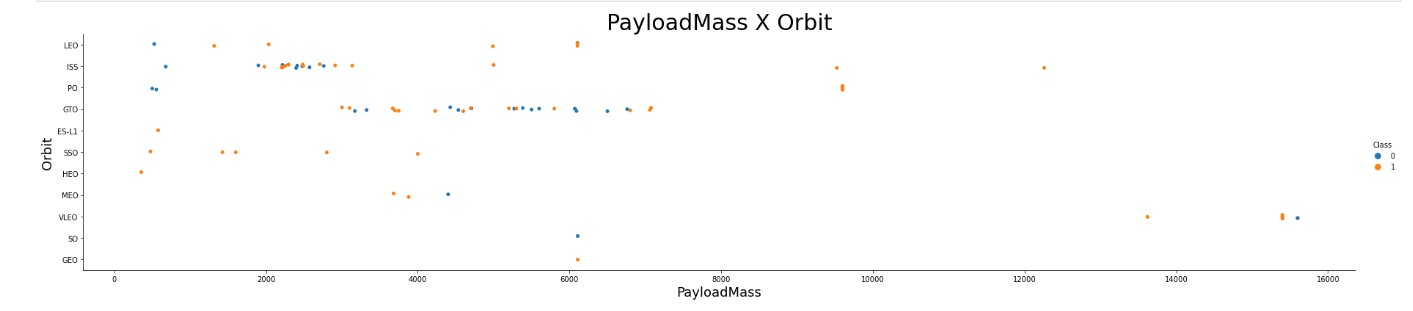 PayloadMass X Orbit
LEO
ISS
PO
GTO
ES-L1
SSO
HEO
MEO
VLEO
SO
GEO
Orbit
0
2000
4000
6000
8000
10000
12000
14000
16000
PayloadMass
Class
0
1